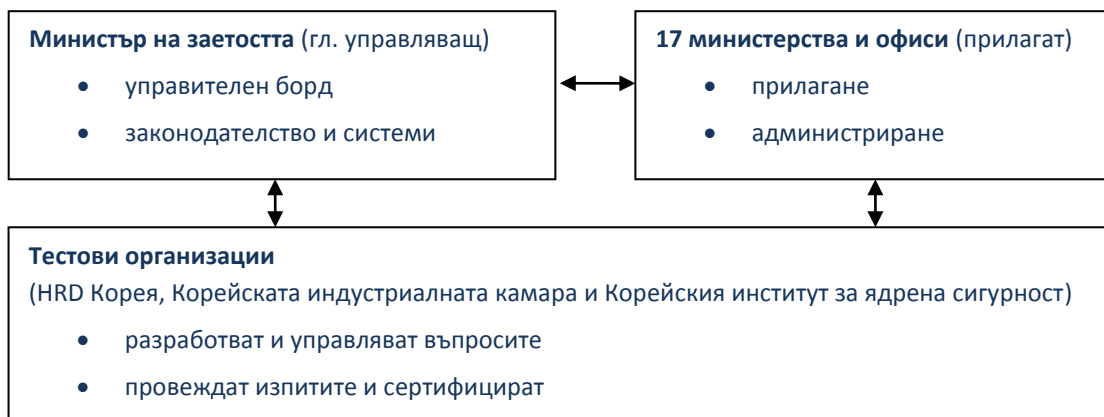 Министър на заетостта (гл. управляващ)
• управителен борд
• законодателство и системи
17 министерства и офиси (прилагат)
• прилагане
• администриране
Тестови организации
(HRD Корея, Корейската индустриалната камара и Корейския институт за ядрена сигурност)
• разработват и управляват въпросите
• провеждат изпитите и сертифицират